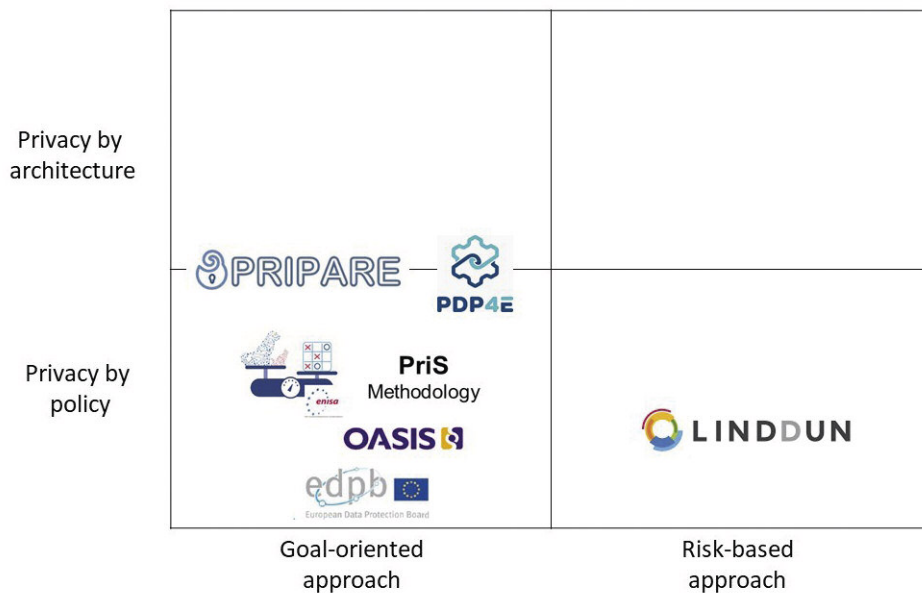 Privacy by
architecture
PRIPARE
PDP4E
Privacy by
policy
enisa
PriS
Methodology
OASIS
LINDDUN
edpb
European Data Protection Board
Goal-oriented
approach
Risk-based
approach